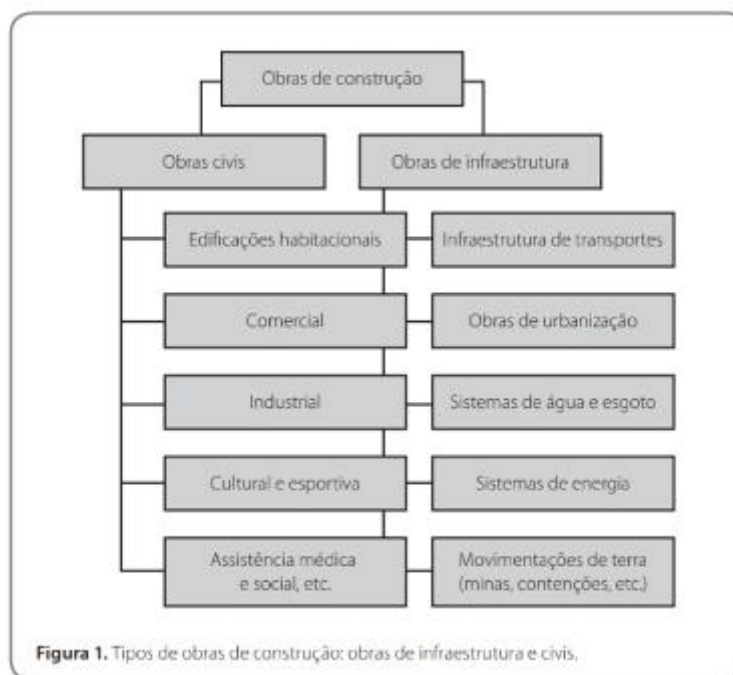 Obras de construção
Obras civis
Obras de infraestrutura
Edificações habitacionais
Infraestrutura de transportes
Comercial
Obras de urbanização
Industrial
Sistemas de água e esgoto
Cultural e esportiva
Sistemas de energia
Assistência médica
e social, etc.
Movimentações de terra
(minas, contenções, etc.)
Figura 1. Tipos de obras de construção: obras de infraestrutura e civis.